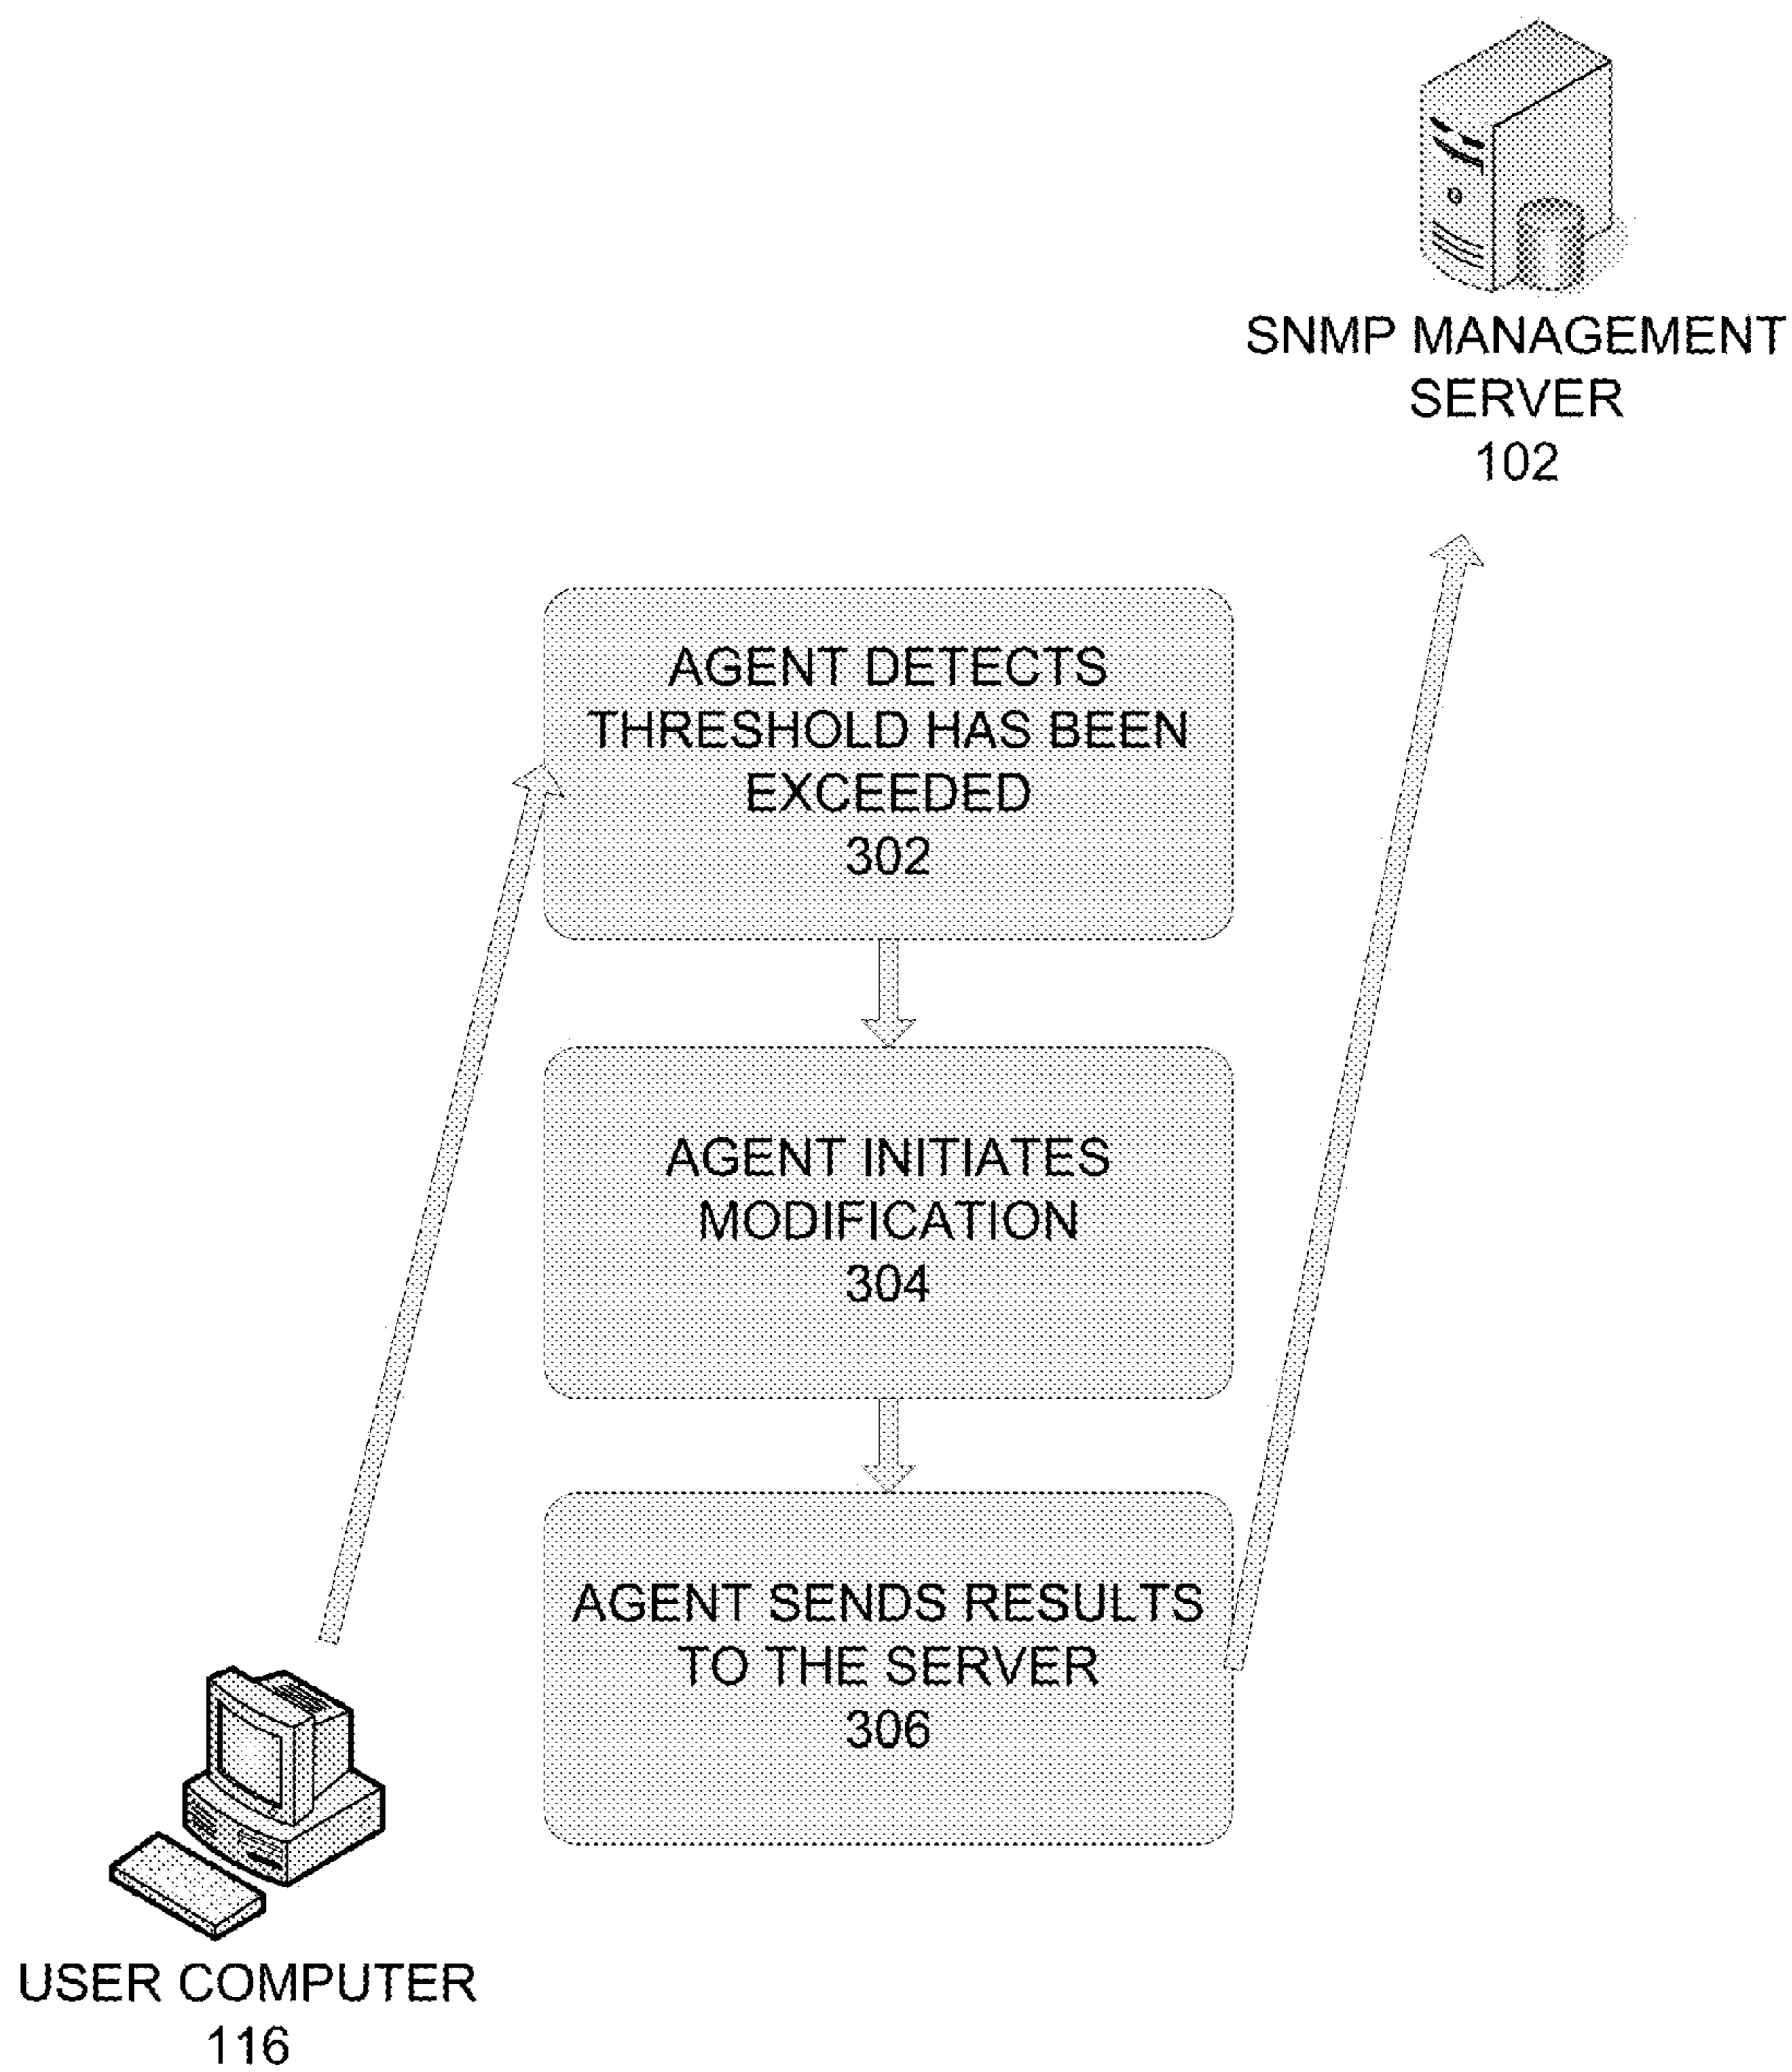 SNMP MANAGEMENT
SERVER
102
AGENT DETECTS
THRESHOLD HAS BEEN
EXCEEDED
302
AGENT INITIATES
MODIFICATION
304
AGENT SENDS RESULTS
TO THE SERVER
306
USER COMPUTER
116